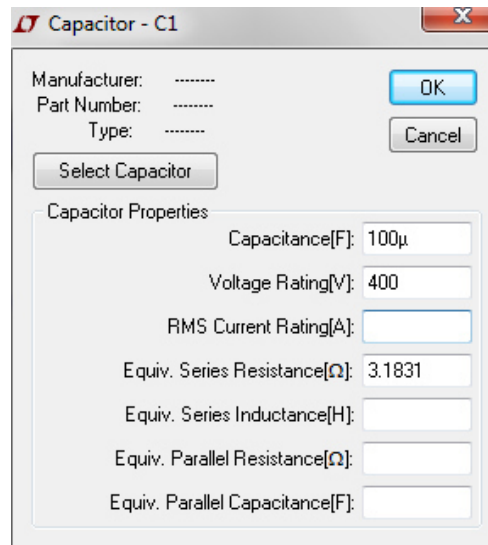 Capacitor - C1
Manufacturer: --------
OK
Part Number: --------
Type: --------
Cancel
Select Capacitor
Capacitor Properties
Capacitance[F]: 100µ
Voltage Rating[V]: 400
RMS Current Rating[A]:
Equiv. Series Resistance[Ω]: 3.1831
Equiv. Series Inductance[H]:
Equiv. Parallel Resistance[Ω]:
Equiv. Parallel Capacitance[F]: